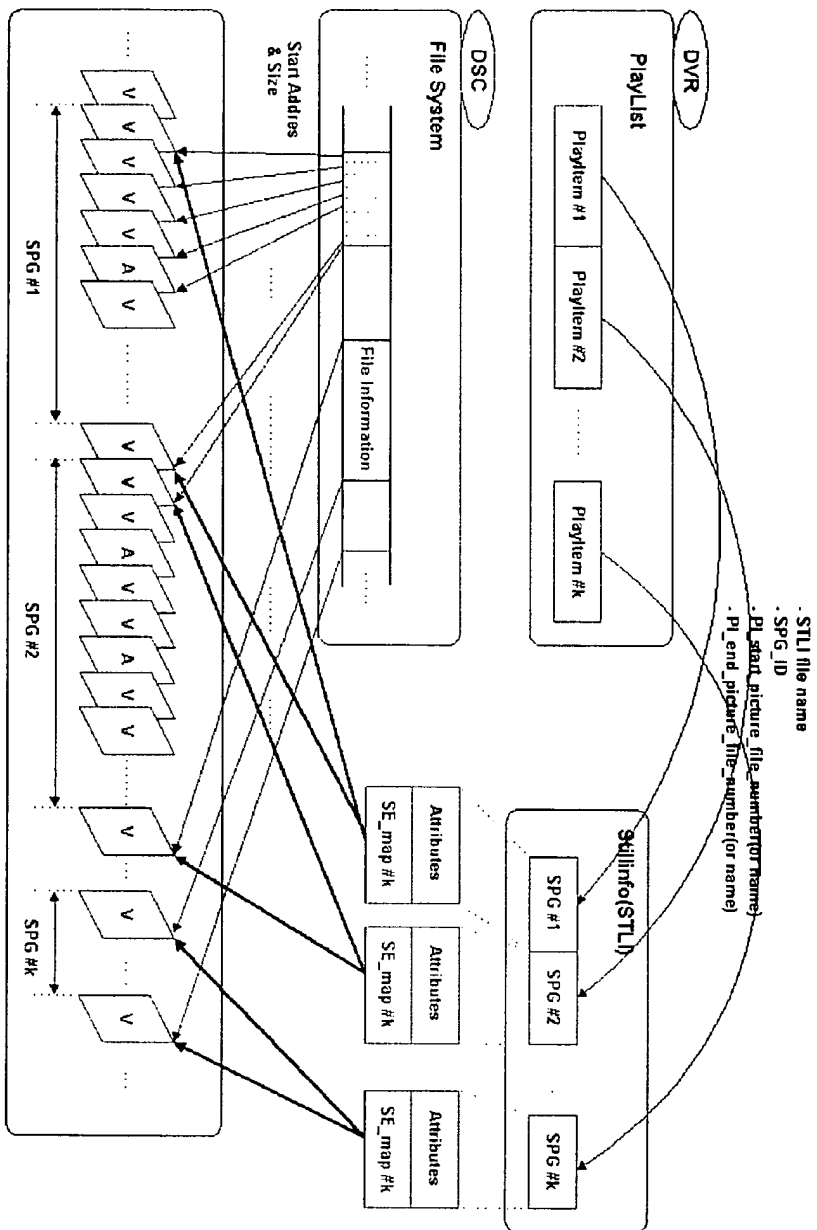 DVR
PlayList
PlayItem #1
PlayItem #2
PlayItem #k
- STLI file name
- SPG_ID
- PI_start_picture_file_number(or name)
- PI_end_picture_file_number(or name)
StillInfo(STLI)
SPG #1
SPG #2
SPG #k
DSC
File System
File Information
Attributes
SE_map #k
Attributes
SE_map #k
Attributes
SE_map #k
Start Addres
& Size
V
V
V
V
V
A
V
V
V
V
A
V
V
A
V
V
V
V
V
SPG #1
SPG #2
SPG #k